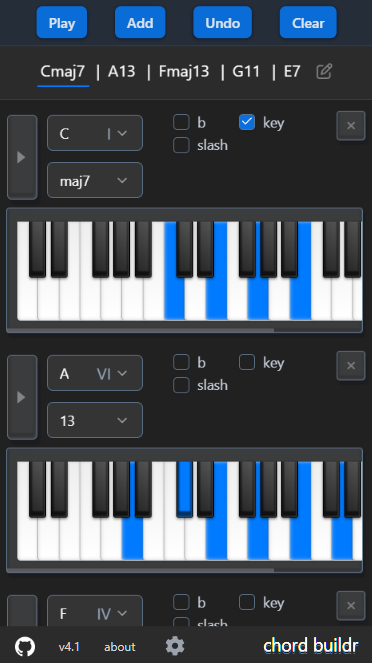 Play Add Undo Clear
Cmaj7 | A13 | Fmaj13 | G11 | E7
C I b key ×
slash
maj7
A VI b key ×
slash
13
F IV b key ×
slash
v4.1 about chord buildr